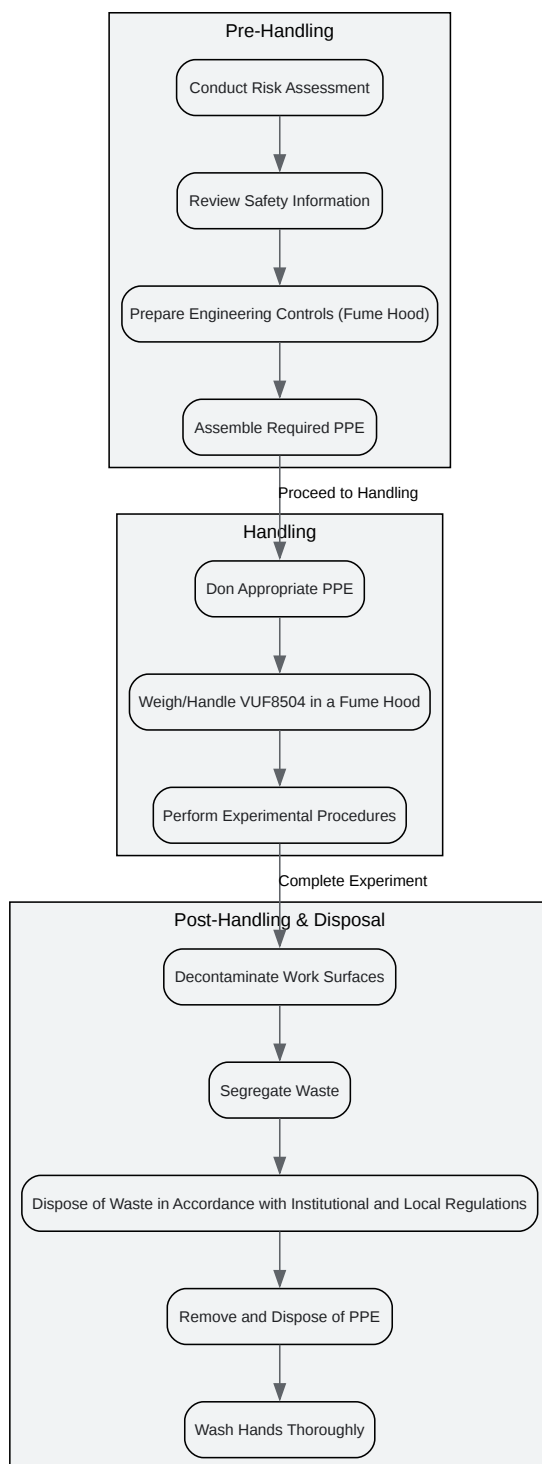 Pre-Handling
Conduct Risk Assessment
Review Safety Information
Prepare Engineering Controls (Fume Hood)
Assemble Required PPE
Proceed to Handling
Handling
Don Appropriate PPE
Weigh/Handle VUF8504 in a Fume Hood
Perform Experimental Procedures
Complete Experiment
Post-Handling & Disposal
Decontaminate Work Surfaces
Segregate Waste
Dispose of Waste in Accordance with Institutional and Local Regulations
Remove and Dispose of PPE
Wash Hands Thoroughly